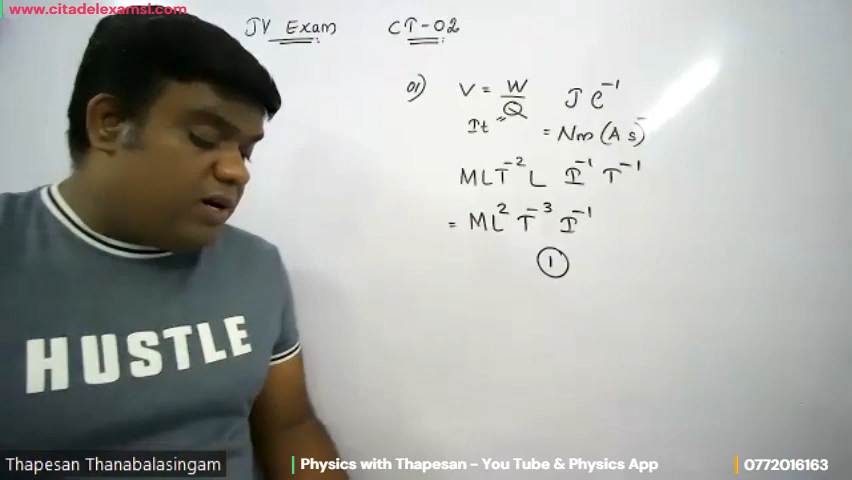 www.citadelexamsl.com
JV Exam CT-02
01) V = W/Q J C⁻¹
It = Nm (A s)⁻
MLT⁻² L I⁻¹ T⁻¹
= ML² T⁻³ I⁻¹
1
HUSTLE
Thapesan Thanabalasingam
Physics with Thapesan - You Tube & Physics App
0772016163